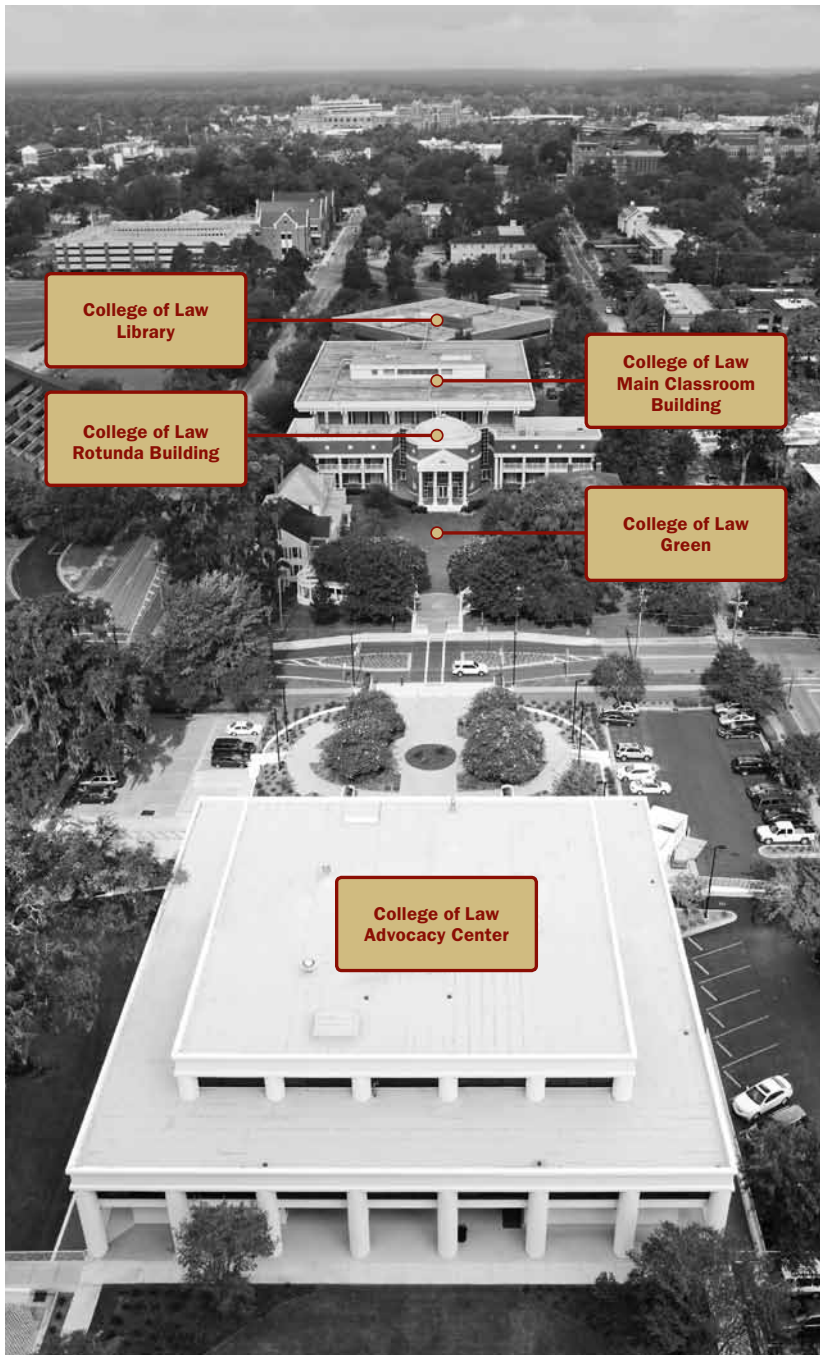 College of Law
Library
College of Law
Main Classroom
Building
College of Law
Rotunda Building
College of Law
Green
College of Law
Advocacy Center